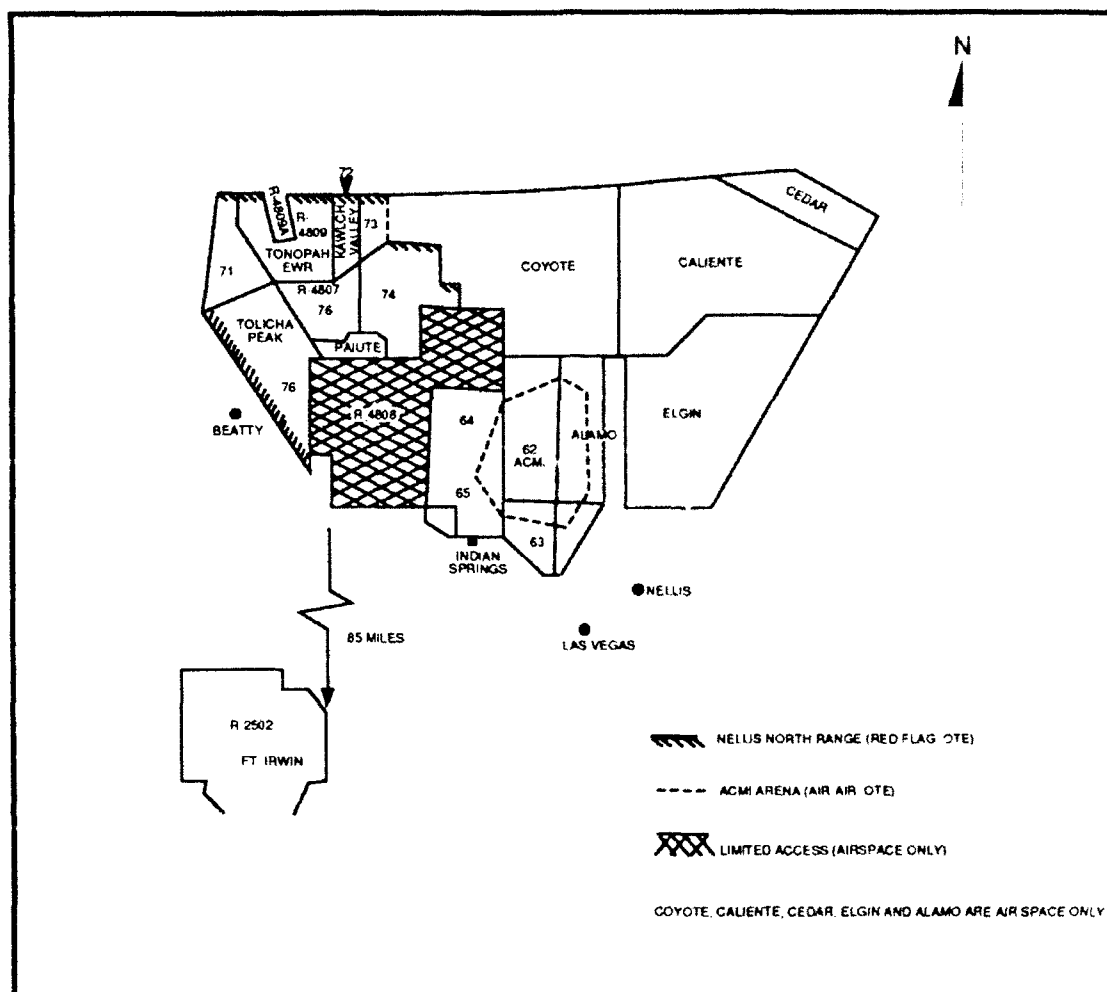 N
72
CEDAR
R-4809A
R-
4809
KAWICH
VALLEY
73
TONOPAH
EWR
COYOTE
CALIENTE
71
R 4807
76
74
TOLICHA
PEAK
PAIUTE
76
BEATTY
R 4808
64
62
ACM.
ALAMO
ELGIN
65
63
INDIAN
SPRINGS
NELLIS
LAS VEGAS
85 MILES
R 2502
FT. IRWIN
NELLIS NORTH RANGE (RED FLAG OTE)
ACMI ARENA (AIR AIR OTE)
LIMITED ACCESS (AIRSPACE ONLY)
COYOTE, CALIENTE, CEDAR, ELGIN AND ALAMO ARE AIR SPACE ONLY